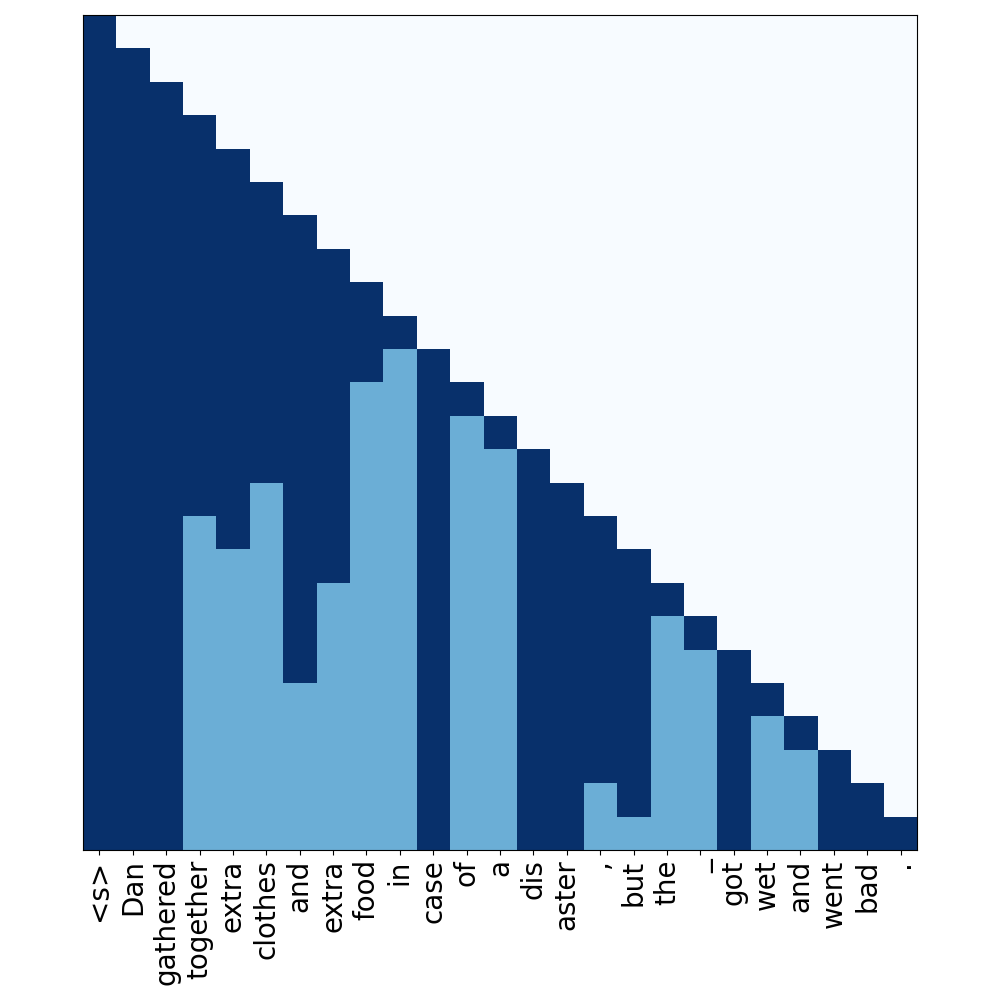 <s> Dan gathered together extra clothes and extra food in case of a dis aster , but the _ got wet and went bad .